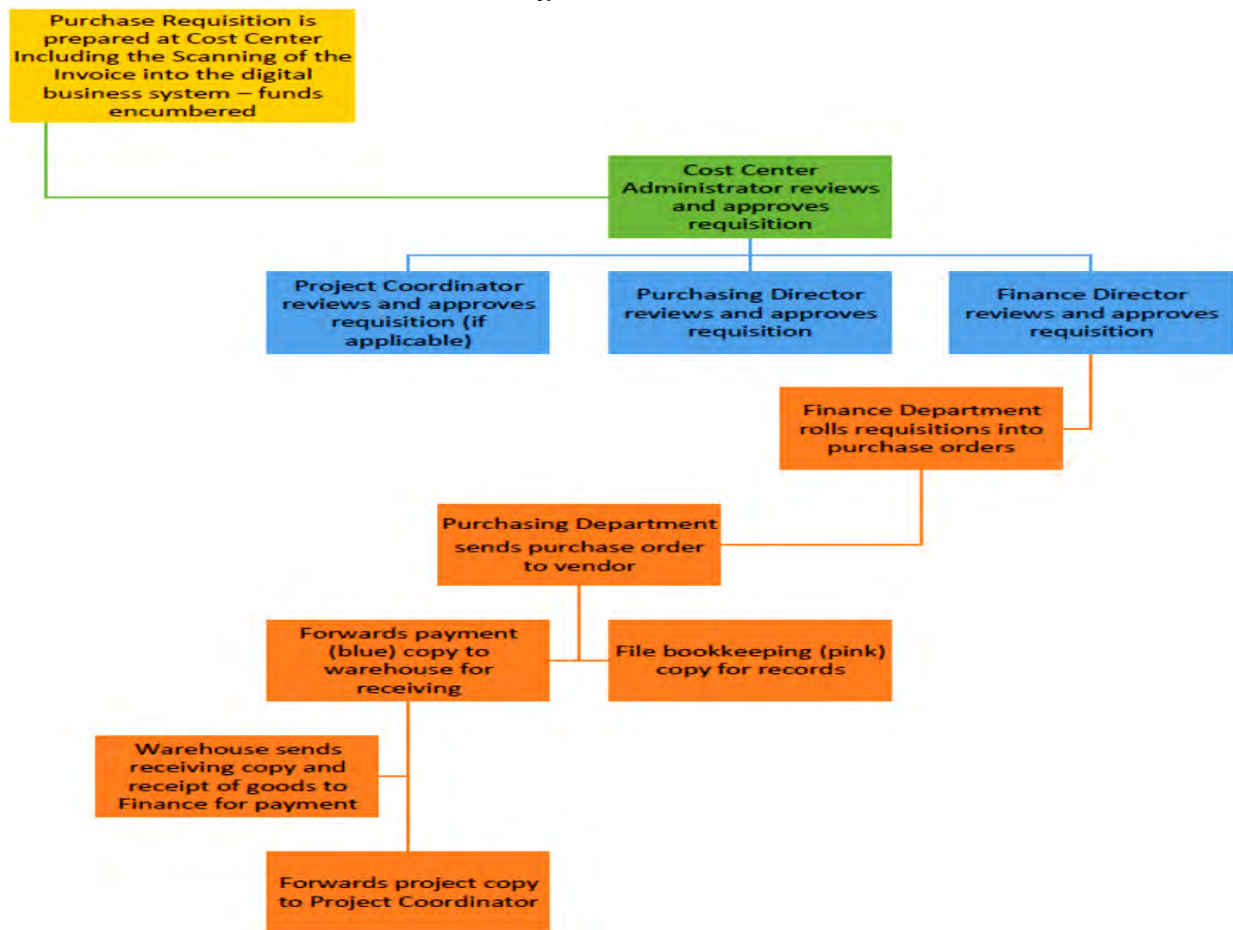 Purchase Requisition is
prepared at Cost Center
Including the Scanning of the
Invoice into the digital
business system – funds
encumbered
Cost Center
Administrator reviews
and approves
requisition
Project Coordinator
reviews and approves
requisition (if
applicable)
Purchasing Director
reviews and approves
requisition
Finance Director
reviews and approves
requisition
Finance Department
rolls requisitions into
purchase orders
Purchasing Department
sends purchase order
to vendor
Forwards payment
(blue) copy to
warehouse for
receiving
File bookkeeping (pink)
copy for records
Warehouse sends
receiving copy and
receipt of goods to
Finance for payment
Forwards project copy
to Project Coordinator